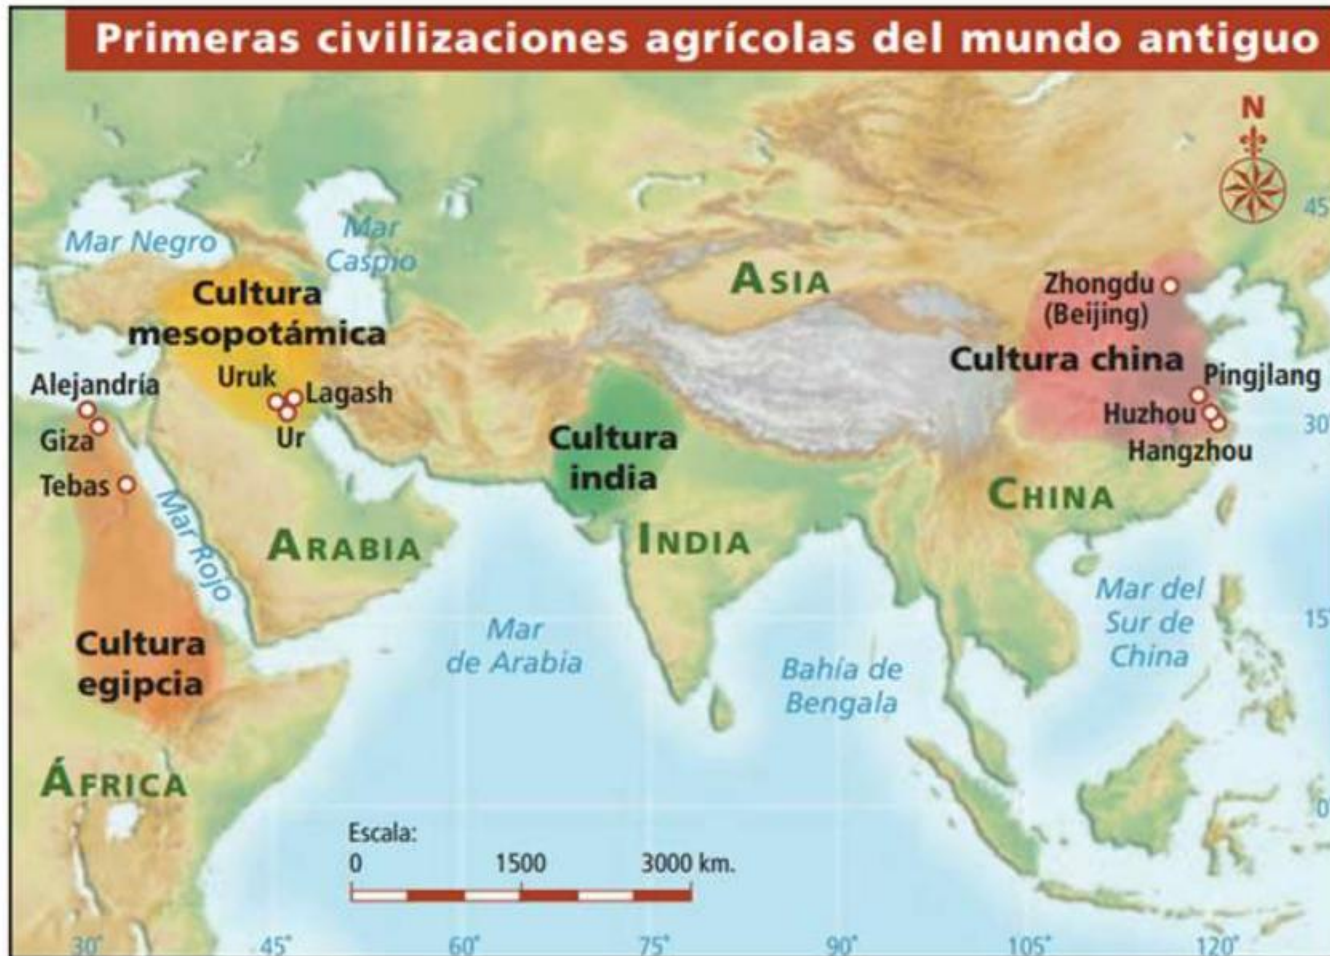 Primeras civilizaciones agrícolas del mundo antiguo
N
45°
Mar Negro
Mar
Caspio
ASIA
Cultura
mesopotámica
Zhongdu
(Beijing)
Cultura china
Pingjlang
Uruk
Lagash
Alejandría
Huzhou
30°
Giza
Ur
Cultura
india
Hangzhou
Tebas
CHINA
Mar Rojo
ARABIA
INDIA
Mar del
Sur de
China
15°
Mar
de Arabia
Cultura
egipcia
Bahía de
Bengala
ÁFRICA
0
Escala:
0 1500 3000 km.
30° 45° 60° 75° 90° 105° 120°